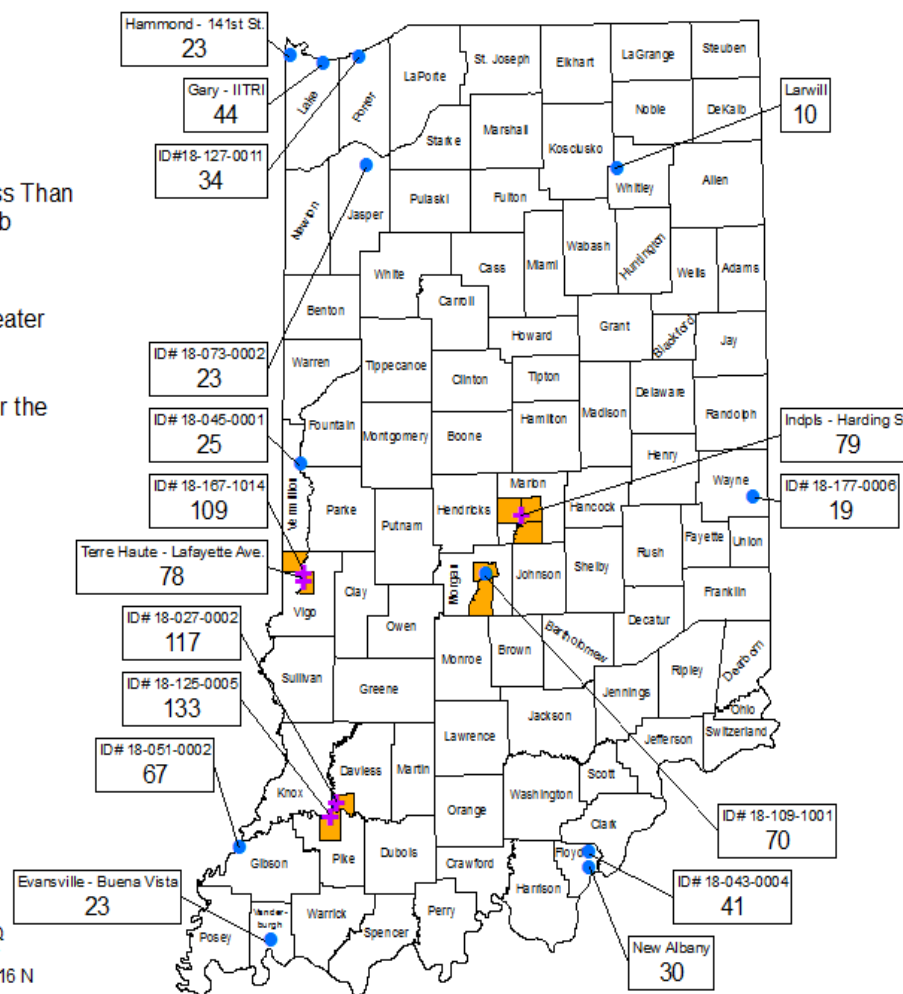 Hammond - 141st St.
23
Gary - IITRI
44
ID#18-127-0011
34
ss Than
b
eater
r the
ID# 18-073-0002
23
ID# 18-045-0001
25
ID# 18-167-1014
109
Terre Haute - Lafayette Ave.
78
ID# 18-027-0002
117
ID# 18-125-0005
133
ID# 18-051-0002
67
Evansville - Buena Vista
23
16 N
Larwill
10
Indpls - Harding S
79
ID# 18-177-0006
19
ID# 18-109-1001
70
ID# 18-043-0004
41
New Albany
30
Lake
Porter
LaPorte
St. Joseph
Elkhart
LaGrange
Steuben
Noble
DeKalb
Starke
Marshall
Kosciusko
Whitley
Allen
Newton
Jasper
Pulaski
Fulton
Wabash
Huntington
Miami
Cass
White
Carroll
Wells
Adams
Benton
Howard
Grant
Blackford
Jay
Warren
Tippecanoe
Clinton
Tipton
Delaware
Randolph
Fountain
Montgomery
Boone
Hamilton
Madison
Henry
Wayne
Vermillion
Parke
Putnam
Hendricks
Marion
Hancock
Fayette
Union
Rush
Shelby
Johnson
Morgan
Vigo
Clay
Owen
Franklin
Decatur
Bartholomew
Brown
Monroe
Sullivan
Greene
Ripley
Dearborn
Jennings
Ohio
Switzerland
Jefferson
Jackson
Lawrence
Daviess
Martin
Knox
Scott
Washington
Orange
Clark
Floyd
Gibson
Pike
Dubois
Crawford
Harrison
Vander-
burgh
Posey
Warrick
Spencer
Perry